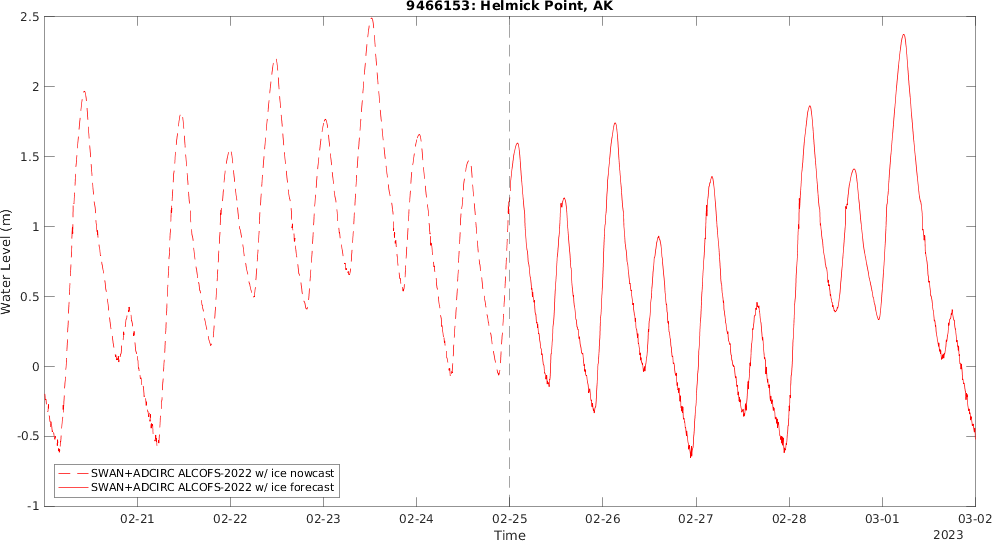 9466153: Helmick Point, AK
2.5
2
1.5
1
0.5
0
-0.5
-1
Water Level (m)
SWAN+ADCIRC ALCOFS-2022 w/ ice nowcast
SWAN+ADCIRC ALCOFS-2022 w/ ice forecast
02-21 02-22 02-23 02-24 02-25 02-26 02-27 02-28 03-01 03-02
Time
2023